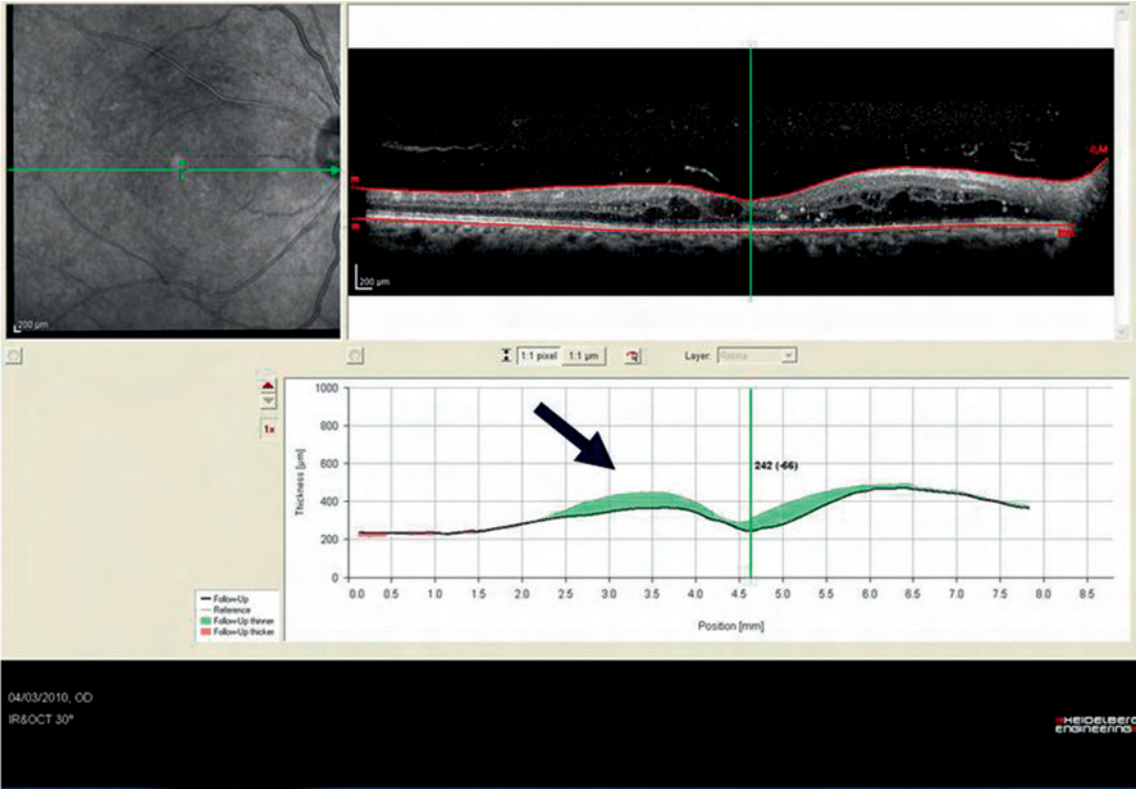 200 µm
ILM
200 µm
1:1 pixel 1:1 µm
Layer: Retina
1x
Thickness [µm]
1000
800
600
400
200
0
242 (-66)
0.0 0.5 1.0 1.5 2.0 2.5 3.0 3.5 4.0 4.5 5.0 5.5 6.0 6.5 7.0 7.5 8.0 8.5
Position [mm]
Follow-Up
Reference
Follow-Up thinner
Follow-Up thicker
04/03/2010, OD
IR&OCT 30°
HEIDELBERG
ENGINEERING